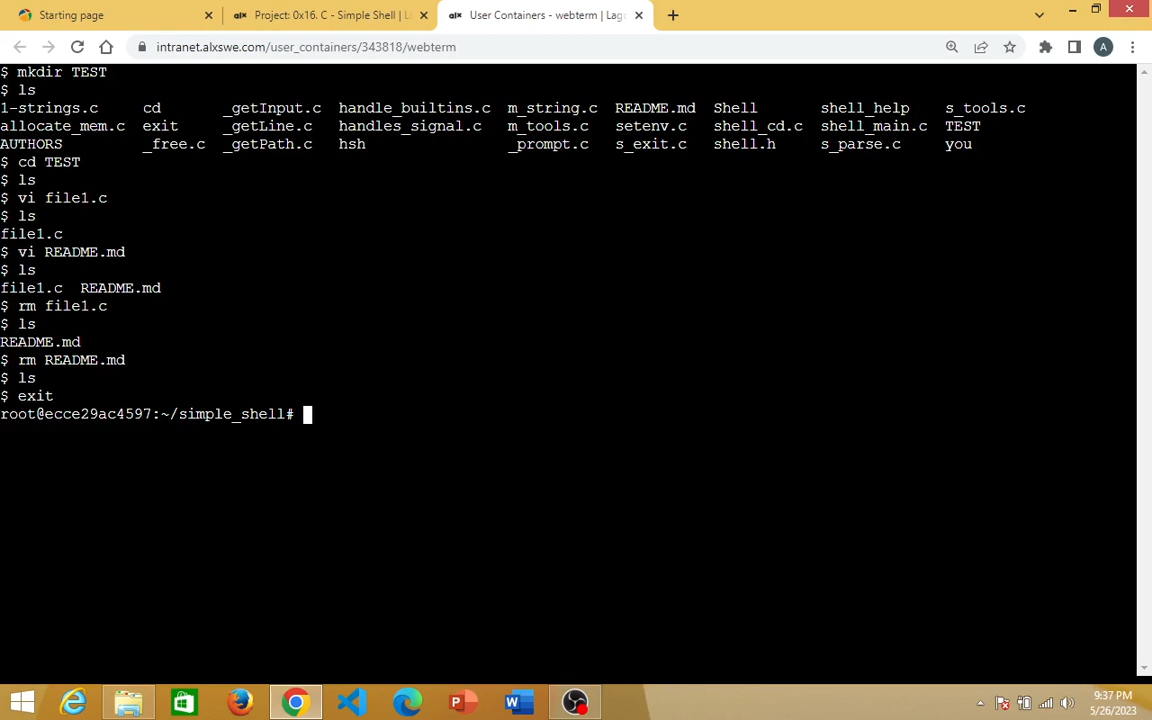 Starting page
Project: 0x16. C - Simple Shell | L
User Containers - webterm | Lag
intranet.alxswe.com/user_containers/343818/webterm
A
$ mkdir TEST
$ ls
1-strings.c cd _getInput.c handle_builtins.c m_string.c README.md Shell shell_help s_tools.c
allocate_mem.c exit _getLine.c handles_signal.c m_tools.c setenv.c shell_cd.c shell_main.c TEST
AUTHORS _free.c _getPath.c hsh _prompt.c s_exit.c shell.h s_parse.c you
$ cd TEST
$ ls
$ vi file1.c
$ ls
file1.c
$ vi README.md
$ ls
file1.c README.md
$ rm file1.c
$ ls
README.md
$ rm README.md
$ ls
$ exit
root@ecce29ac4597:~/simple_shell#
9:37 PM
5/26/2023